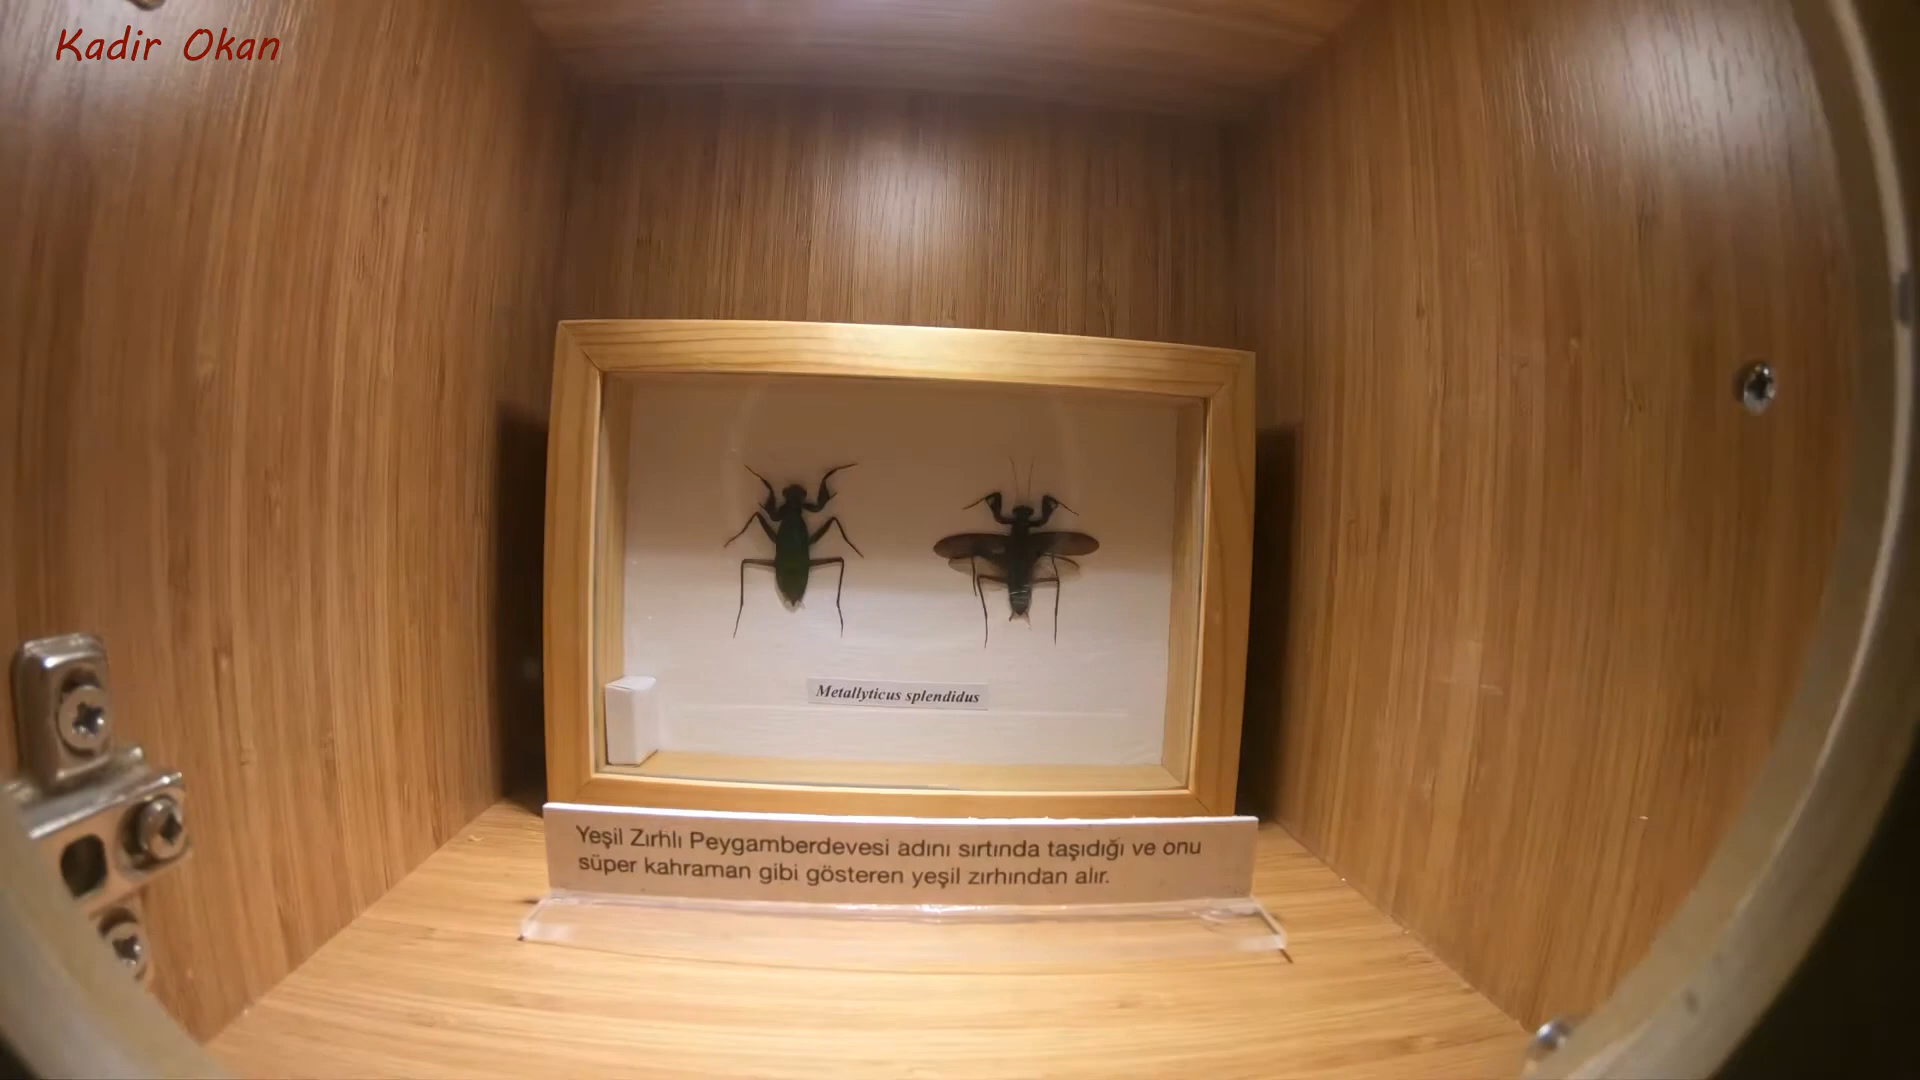 Kadir Okan
Metallyticus splendidus
Yeşil Zırhlı Peygamberdevesi adını sırtında taşıdığı ve onu
süper kahraman gibi gösteren yeşil zırhından alır.